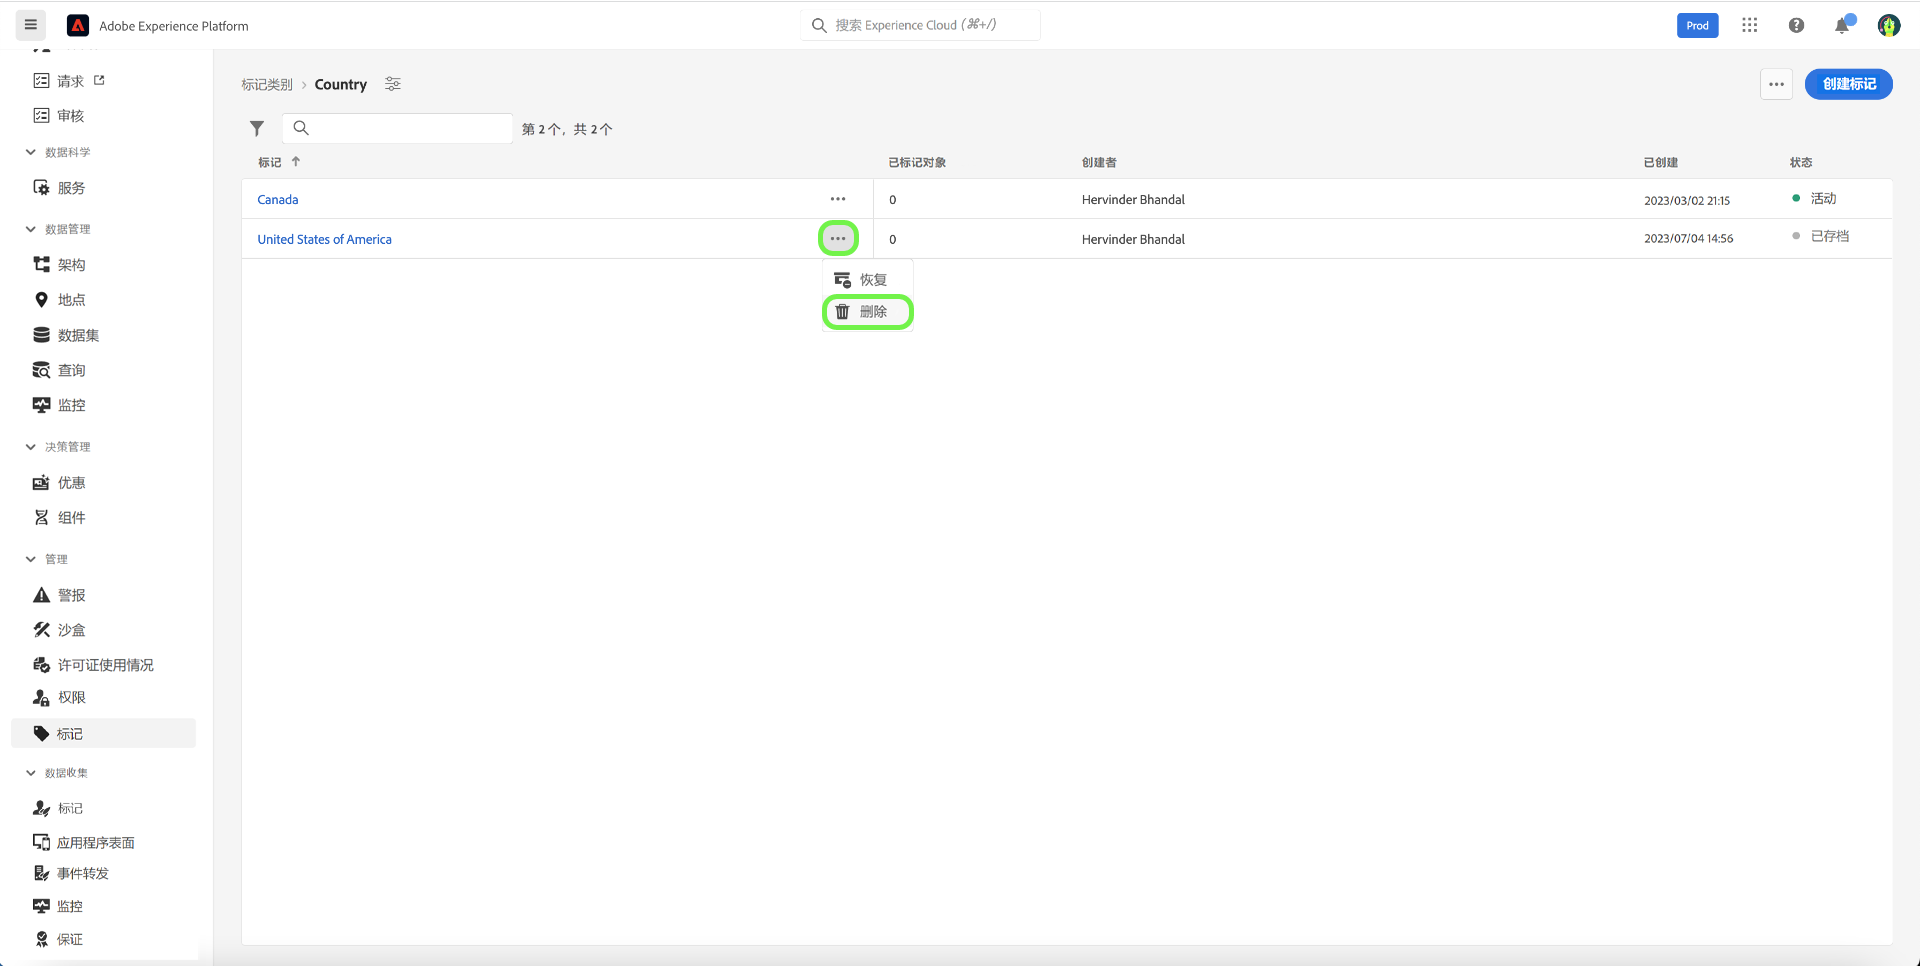 Adobe Experience Platform
搜索 Experience Cloud (⌘+/)
Prod
请求
审核
数据科学
服务
数据管理
架构
地点
数据集
查询
监控
决策管理
优惠
组件
管理
警报
沙盒
许可证使用情况
权限
标记
数据收集
标记
应用程序表面
事件转发
监控
保证
标记类别 › Country
创建标记
第 2 个，共 2 个
标记 已标记对象 创建者 已创建 状态
Canada 0 Hervinder Bhandal 2023/03/02 21:15 活动
United States of America 0 Hervinder Bhandal 2023/07/04 14:56 已存档
恢复
删除